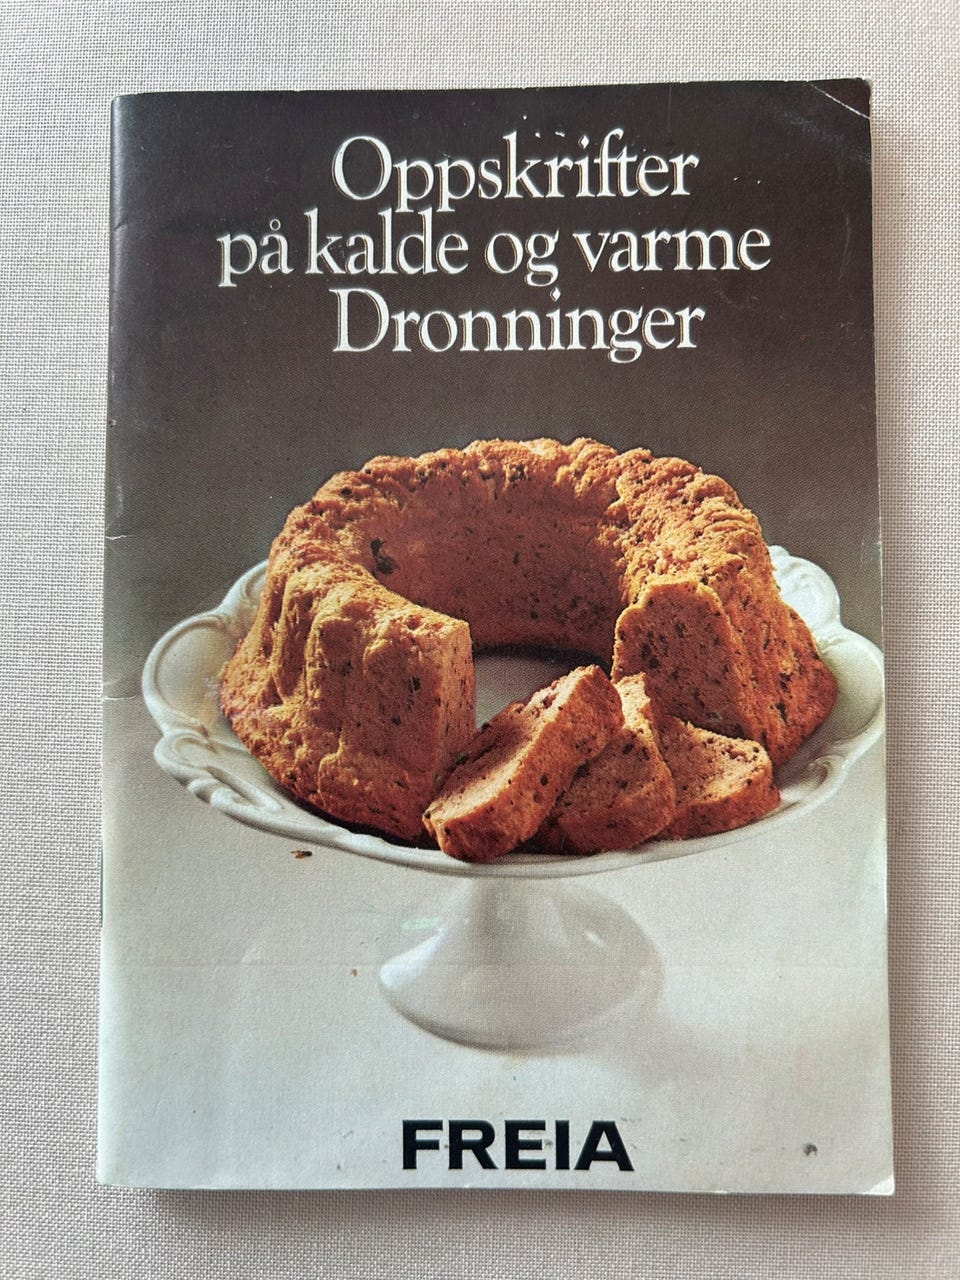 Oppskrifter
på kalde og varme
Dronninger
FREIA